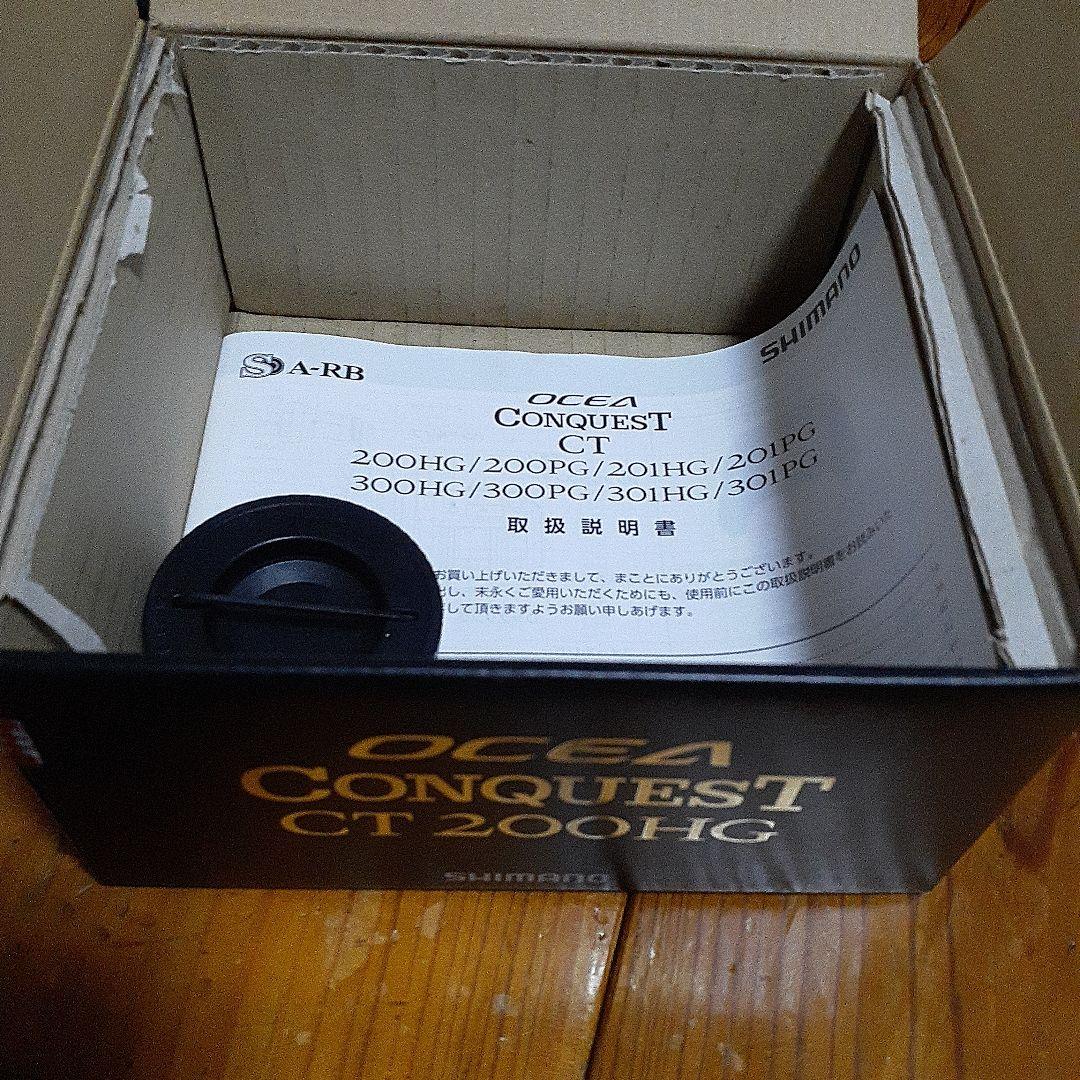 SHIMANO
S A-RB
OCEA
CONQUEST
CT
200HG/200PG/201HG/201PG
300HG/300PG/301HG/301PG
取扱説明書
お買い上げいただきまして、まことにありがとうございます。
出し、末永くご愛用いただくためにも、使用前にこの取扱説明書をお読み
して頂きますようお願い申しあげます。
OCEA
CONQUEST
CT 200HG
SHIMANO